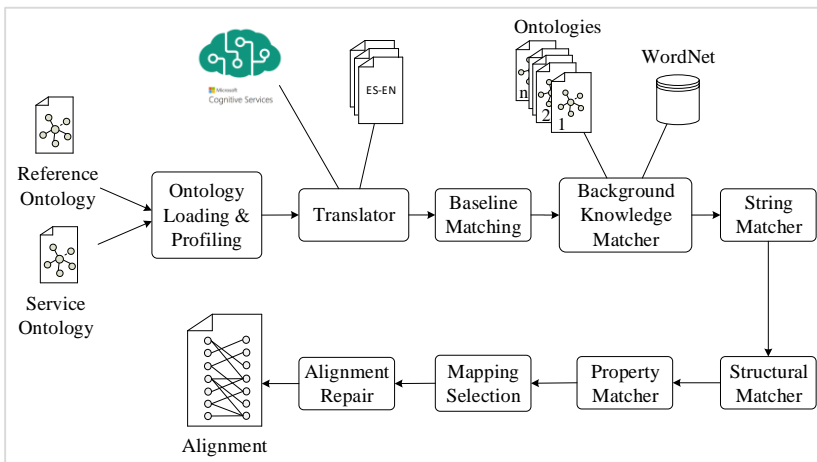 Ontologies
WordNet
Microsoft
Cognitive Services
ES-EN
n
2
1
Reference
Ontology
Ontology
Loading &
Profiling
Translator
Baseline
Matching
Background
Knowledge
Matcher
String
Matcher
Service
Ontology
Alignment
Repair
Mapping
Selection
Property
Matcher
Structural
Matcher
Alignment